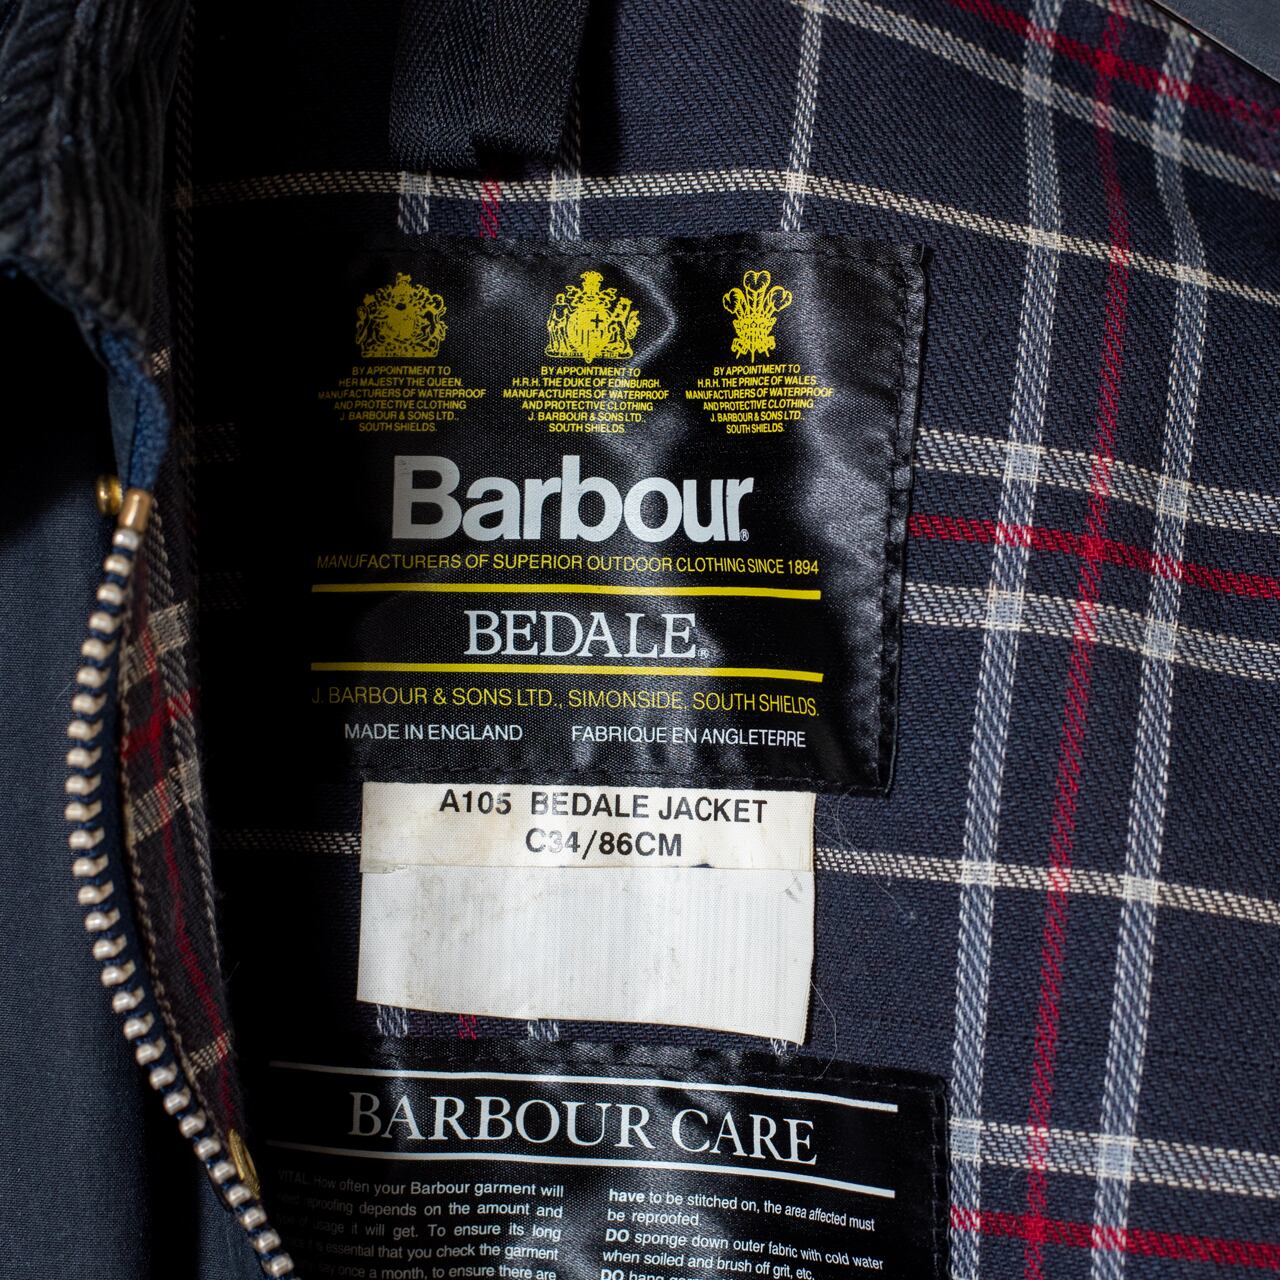 BY APPOINTMENT TO
HER MAJESTY THE QUEEN.
MANUFACTURERS OF WATERPROOF
AND PROTECTIVE CLOTHING
J. BARBOUR & SONS LTD.,
SOUTH SHIELDS.
BY APPOINTMENT TO
H.R.H. THE DUKE OF EDINBURGH.
MANUFACTURERS OF WATERPROOF
AND PROTECTIVE CLOTHING
J. BARBOUR & SONS LTD.,
SOUTH SHIELDS.
BY APPOINTMENT TO
H.R.H. THE PRINCE OF WALES.
MANUFACTURERS OF WATERPROOF
AND PROTECTIVE CLOTHING
J. BARBOUR & SONS LTD.,
SOUTH SHIELDS.
Barbour®
MANUFACTURERS OF SUPERIOR OUTDOOR CLOTHING SINCE 1894
BEDALE®
J. BARBOUR & SONS LTD., SIMONSIDE, SOUTH SHIELDS.
MADE IN ENGLAND FABRIQUE EN ANGLETERRE
A105 BEDALE JACKET
C34/86CM
BARBOUR CARE
VITAL. How often your Barbour garment will
reproofing depends on the amount and
of usage it will get. To ensure its long
essential that you check the garment
say once a month, to ensure there are
have to be stitched on, the area affected must
be reproofed.
DO sponge down outer fabric with cold water
when soiled and brush off grit, etc.
DO hang